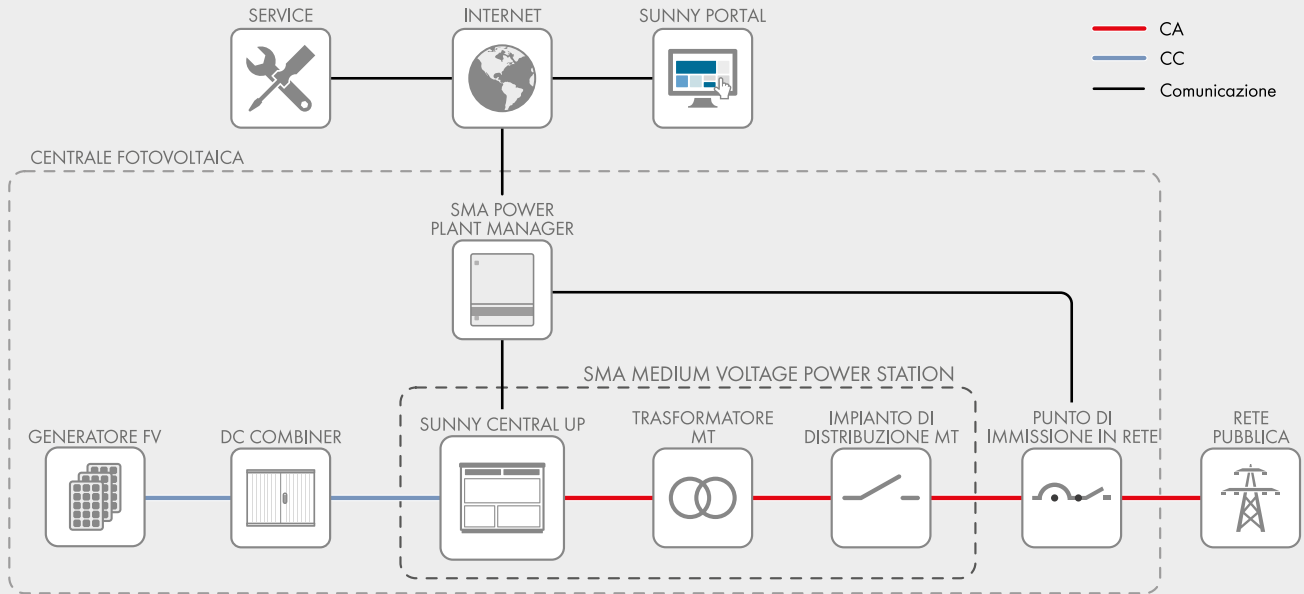 SERVICE
INTERNET
SUNNY PORTAL
CA
CC
Comunicazione
CENTRALE FOTOVOLTAICA
SMA POWER
PLANT MANAGER
SMA MEDIUM VOLTAGE POWER STATION
GENERATORE FV
DC COMBINER
SUNNY CENTRAL UP
TRASFORMATORE
MT
IMPIANTO DI
DISTRIBUZIONE MT
PUNTO DI
IMMISSIONE IN RETE
RETE
PUBBLICA